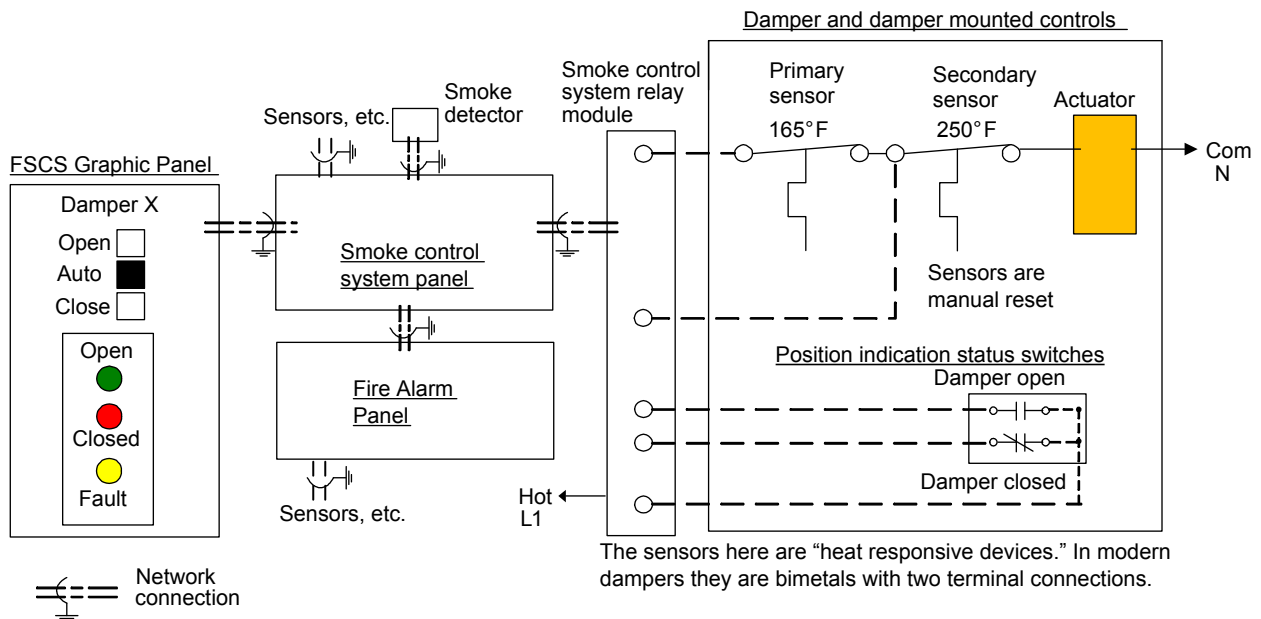 Damper and damper mounted controls
Smoke control
system relay
module
Primary
sensor
165°F
Secondary
sensor
250°F
Actuator
Com
N
Smoke
detector
Sensors, etc.
FSCS Graphic Panel
Damper X
Open
Auto
Close
Open
Closed
Fault
Smoke control
system panel
Fire Alarm
Panel
Sensors, etc.
Hot
L1
Sensors are
manual reset
Position indication status switches
Damper open
Damper closed
The sensors here are “heat responsive devices.” In modern
dampers they are bimetals with two terminal connections.
Network
connection